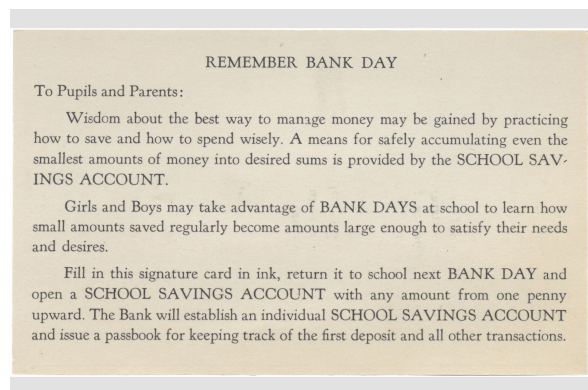 REMEMBER BANK DAY
To Pupils and Parents:
Wisdom about the best way to manage money may be gained by practicing
how to save and how to spend wisely. A means for safely accumulating even the
smallest amounts of money into desired sums is provided by the SCHOOL SAV-
INGS ACCOUNT.
Girls and Boys may take advantage of BANK DAYS at school to learn how
small amounts saved regularly become amounts large enough to satisfy their needs
and desires.
Fill in this signature card in ink, return it to school next BANK DAY and
open a SCHOOL SAVINGS ACCOUNT with any amount from one penny
upward. The Bank will establish an individual SCHOOL SAVINGS ACCOUNT
and issue a passbook for keeping track of the first deposit and all other transactions.